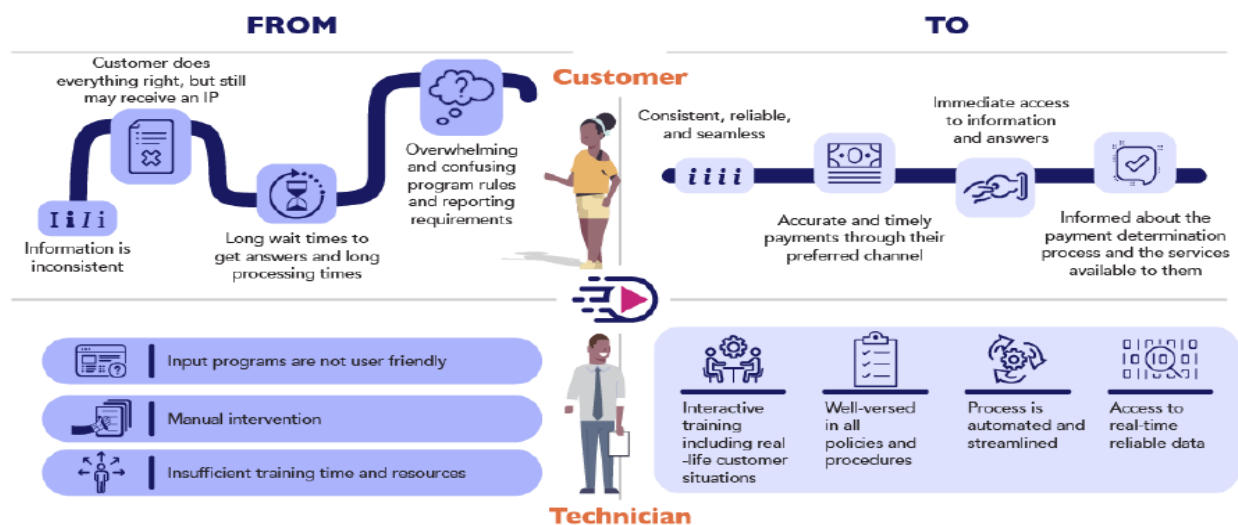 FROM
TO
Customer does
everything right, but still
may receive an IP
Information is
inconsistent
I i I i
Long wait times to
get answers and long
processing times
Overwhelming
and confusing
program rules
and reporting
requirements
?
Customer
Consistent, reliable,
and seamless
i i i i
Accurate and timely
payments through their
preferred channel
Immediate access
to information
and answers
Informed about the
payment determination
process and the services
available to them
Input programs are not user friendly
Manual intervention
Insufficient training time and resources
Interactive
training
including real
-life customer
situations
Well-versed
in all
policies and
procedures
Process is
automated and
streamlined
Access to
real-time
reliable data
Technician